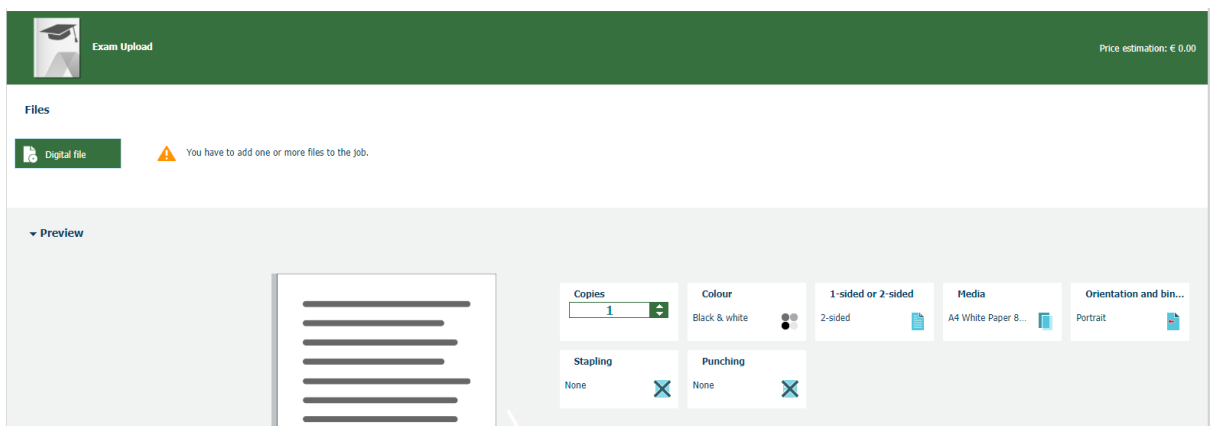 Exam Upload
Price estimation: € 0.00
Files
Digital file
You have to add one or more files to the job.
Preview
Copies
1
Colour
Black & white
1-sided or 2-sided
2-sided
Media
A4 White Paper 8...
Orientation and bin...
Portrait
Stapling
None
Punching
None